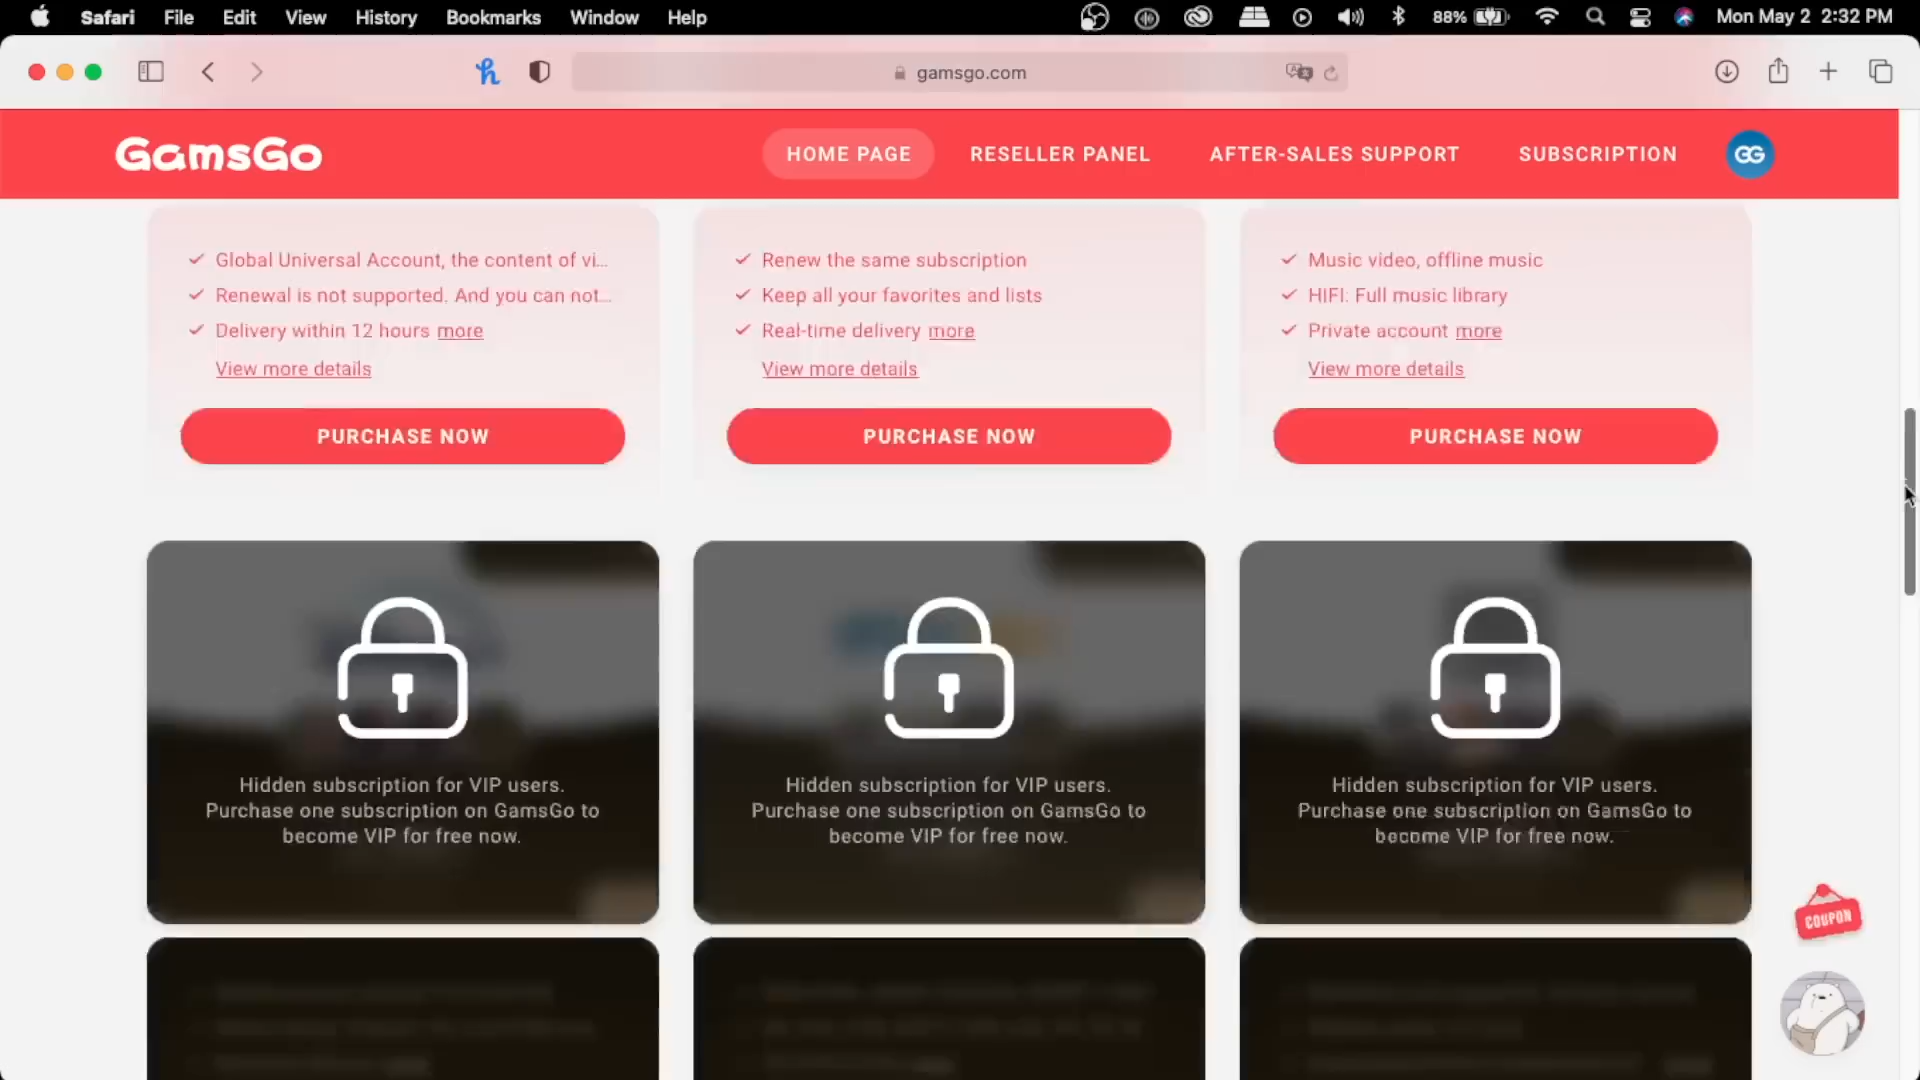 Safari File Edit View History Bookmarks Window Help 88% Mon May 2 2:32 PM
gamsgo.com
GamsGo HOME PAGE RESELLER PANEL AFTER-SALES SUPPORT SUBSCRIPTION GG
Global Universal Account, the content of vi...
Renewal is not supported. And you can not...
Delivery within 12 hours more
View more details
PURCHASE NOW
Renew the same subscription
Keep all your favorites and lists
Real-time delivery more
View more details
PURCHASE NOW
Music video, offline music
HIFI: Full music library
Private account more
View more details
PURCHASE NOW
Hidden subscription for VIP users.
Purchase one subscription on GamsGo to
become VIP for free now.
Hidden subscription for VIP users.
Purchase one subscription on GamsGo to
become VIP for free now.
Hidden subscription for VIP users.
Purchase one subscription on GamsGo to
become VIP for free now.
COUPON